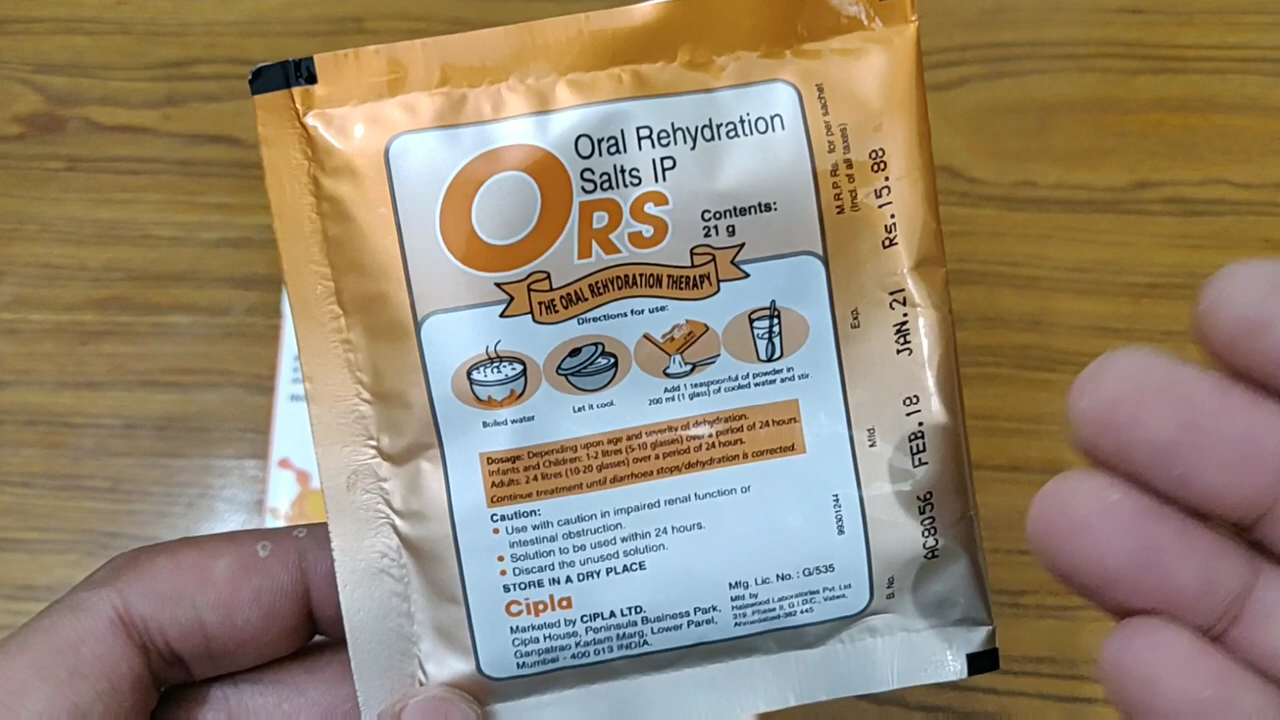 Oral Rehydration
Salts IP
ORS
Contents:
21 g
THE ORAL REHYDRATION THERAPY
Directions for use:
Boiled water
Let it cool.
Add 1 teaspoonful of powder in
200 ml (1 glass) of cooled water and stir.
Dosage: Depending upon age and severity of dehydration.
Infants and Children: 1-2 litres (5-10 glasses) over a period of 24 hours.
Adults: 2-4 litres (10-20 glasses) over a period of 24 hours.
Continue treatment until diarrhoea stops/dehydration is corrected.
Caution:
• Use with caution in impaired renal function or
intestinal obstruction.
• Solution to be used within 24 hours.
• Discard the unused solution.
STORE IN A DRY PLACE
Cipla
Marketed by CIPLA LTD.
Cipla House, Peninsula Business Park,
Ganpatrao Kadam Marg, Lower Parel,
Mumbai - 400 013 INDIA.
Mfg. Lic. No. : G/535
Mfd. by
Halewood Laboratories Pvt. Ltd.
319, Phase II, G.I.D.C., Vatwa,
Ahmedabad-382 445
99301244
M.R.P. Rs. for per sachet
(Incl. of all taxes)
Rs.15.88
Exp.
JAN.21
Mfd.
FEB.18
B. No.
AC8056